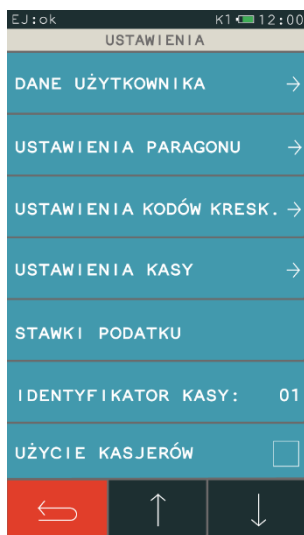 EJ:ok K1 12:00
USTAWIENIA
DANE UŻYTKOWNIKA →
USTAWIENIA PARAGONU →
USTAWIENIA KODÓW KRESK. →
USTAWIENIA KASY →
STAWKI PODATKU
IDENTYFIKATOR KASY: 01
UŻYCIE KASJERÓW